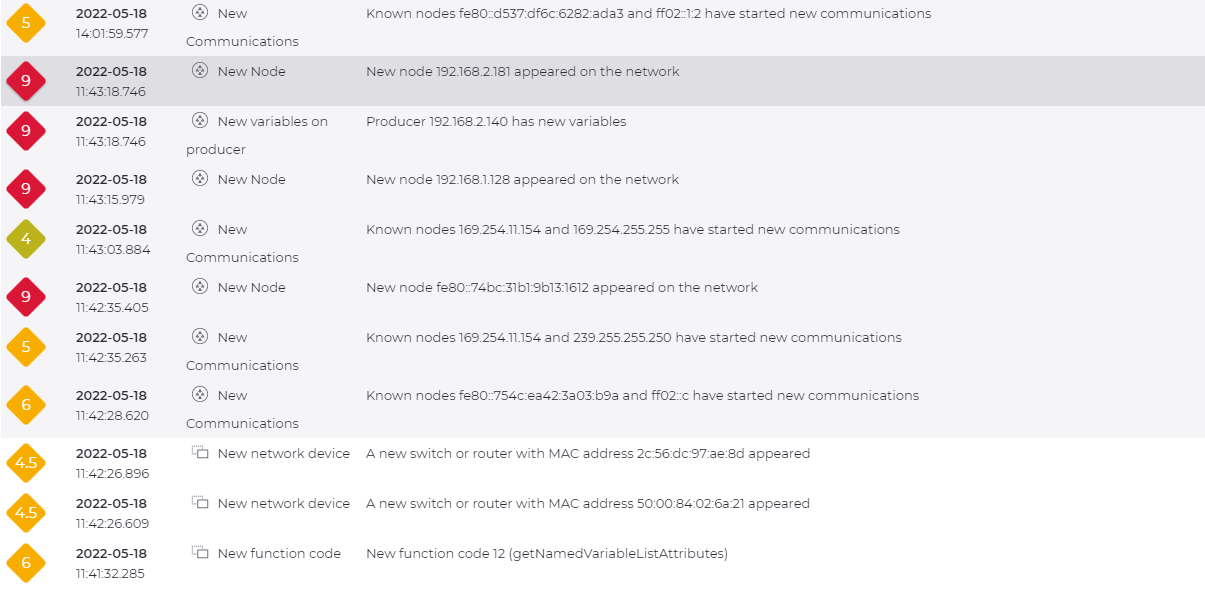 5 2022-05-18 New Known nodes fe80::d537:df6c:6282:ada3 and ff02::1:2 have started new communications
14:01:59.577 Communications
9 2022-05-18 New Node New node 192.168.2.181 appeared on the network
11:43:18.746
9 2022-05-18 New variables on Producer 192.168.2.140 has new variables
11:43:18.746 producer
9 2022-05-18 New Node New node 192.168.1.128 appeared on the network
11:43:15.979
4 2022-05-18 New Known nodes 169.254.11.154 and 169.254.255.255 have started new communications
11:43:03.884 Communications
9 2022-05-18 New Node New node fe80::74bc:31b1:9b13:1612 appeared on the network
11:42:35.405
5 2022-05-18 New Known nodes 169.254.11.154 and 239.255.255.250 have started new communications
11:42:35.263 Communications
6 2022-05-18 New Known nodes fe80::754c:ea42:3a03:b9a and ff02::c have started new communications
11:42:28.620 Communications
4.5 2022-05-18 New network device A new switch or router with MAC address 2c:56:dc:97:ae:8d appeared
11:42:26.896
4.5 2022-05-18 New network device A new switch or router with MAC address 50:00:84:02:6a:21 appeared
11:42:26.609
6 2022-05-18 New function code New function code 12 (getNamedVariableListAttributes)
11:41:32.285